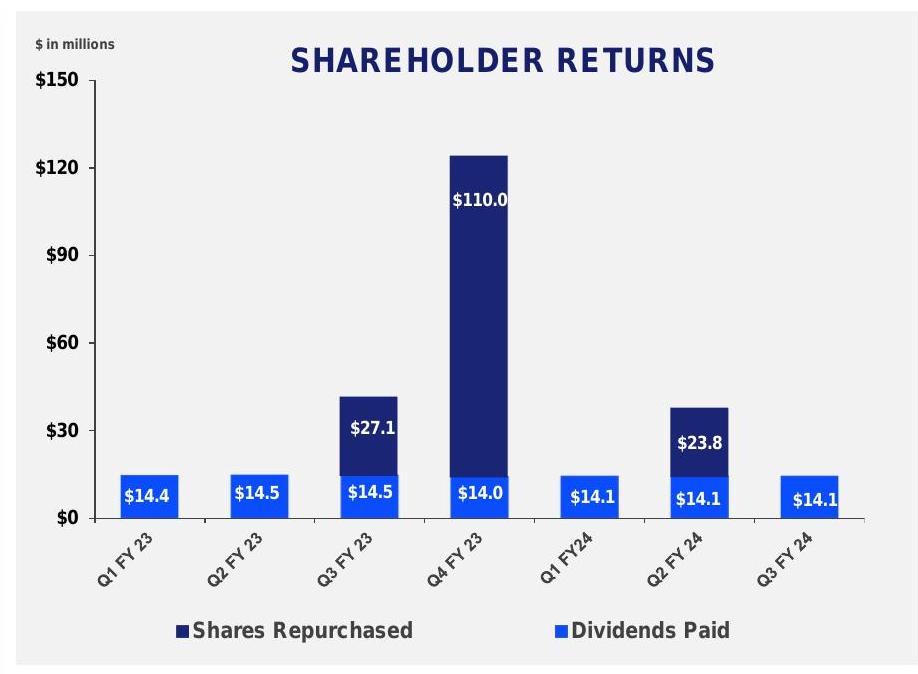 $ in millions
SHAREHOLDER RETURNS
$150
$120
$90
$60
$30
$0
$110.0
$27.1
$23.8
$14.4
$14.5
$14.5
$14.0
$14.1
$14.1
$14.1
Q1 FY 23
Q2 FY 23
Q3 FY 23
Q4 FY 23
Q1 FY24
Q2 FY 24
Q3 FY 24
Shares Repurchased
Dividends Paid